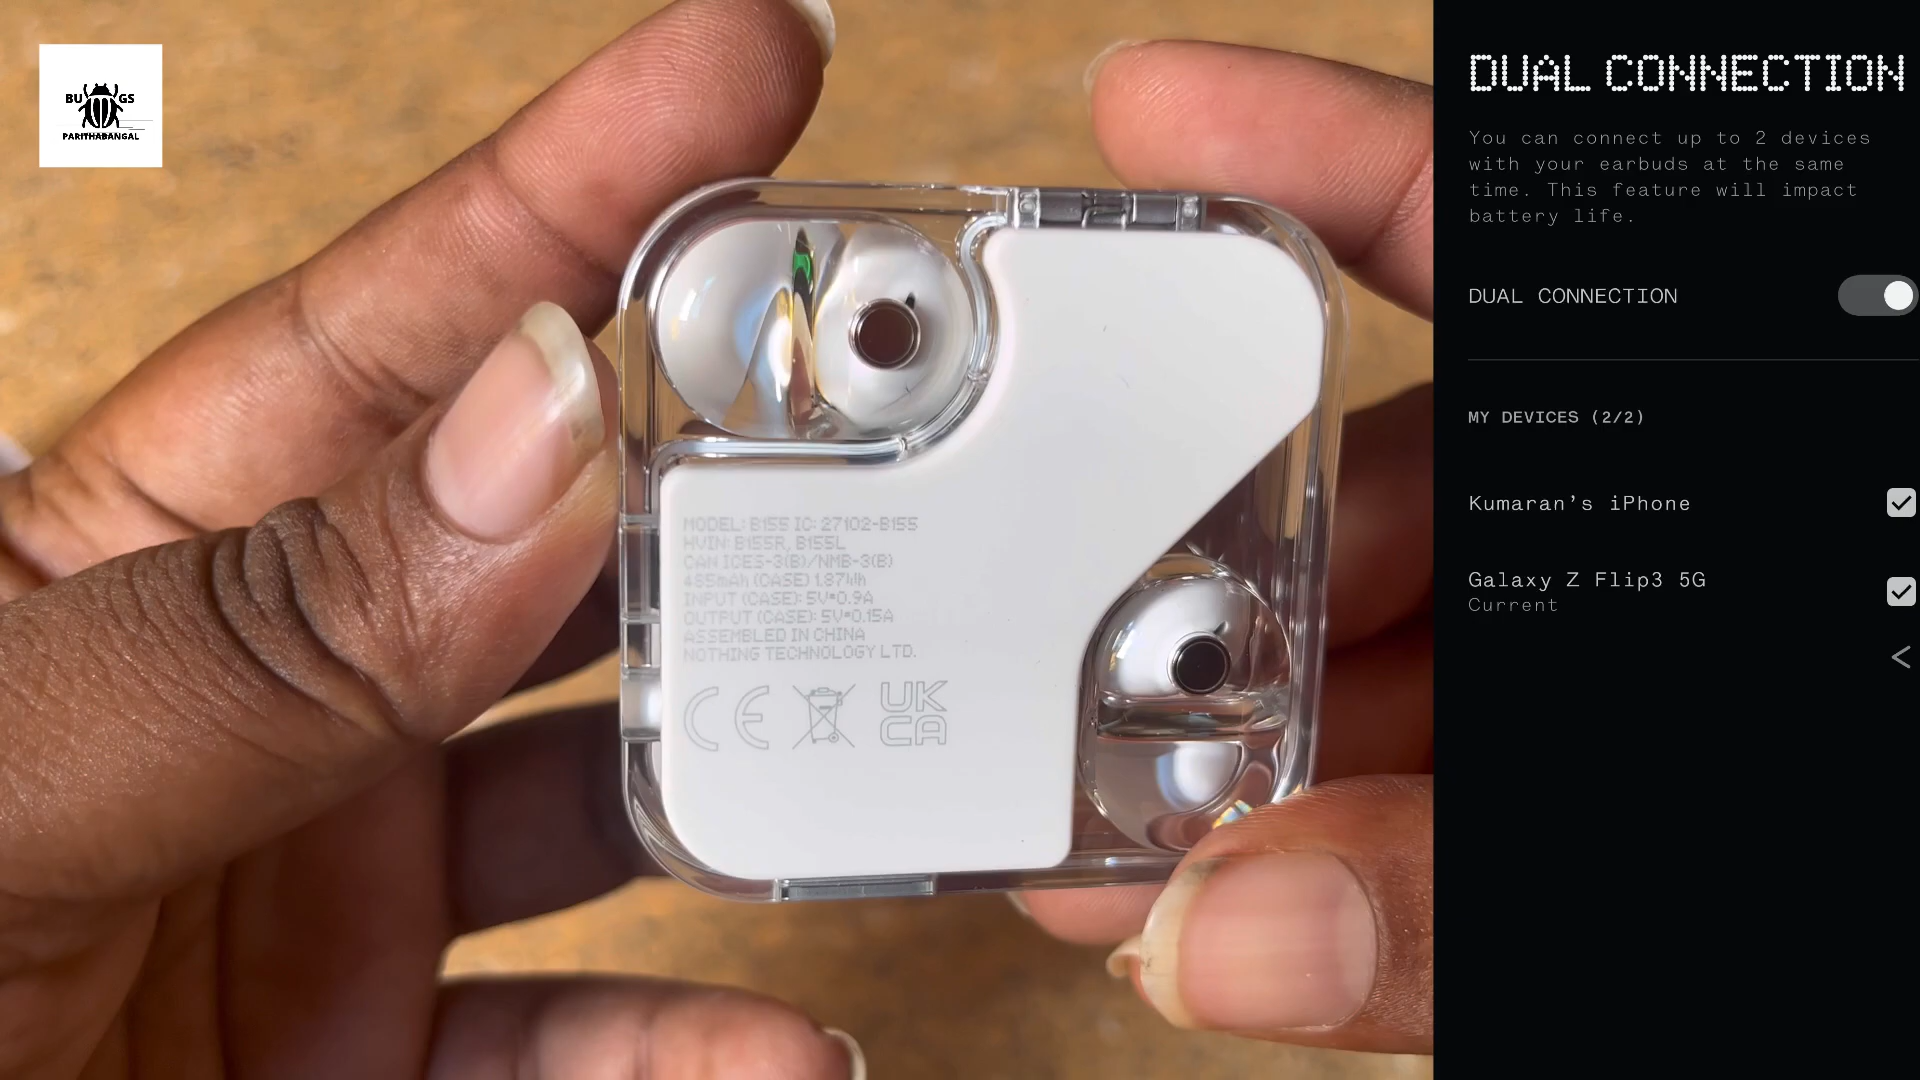 BUGS
PARITHABANGAL
MODEL: B155 IC: 27102-B155
HVIN: B155R, B155L
CAN ICES-3(B)/NMB-3(B)
485mAh (CASE) 1.87Wh
INPUT (CASE): 5V⎓0.9A
OUTPUT (CASE): 5V⎓0.15A
ASSEMBLED IN CHINA
NOTHING TECHNOLOGY LTD.
CE
UK
CA
DUAL CONNECTION
You can connect up to 2 devices
with your earbuds at the same
time. This feature will impact
battery life.
DUAL CONNECTION
MY DEVICES (2/2)
Kumaran's iPhone
Galaxy Z Flip3 5G
Current